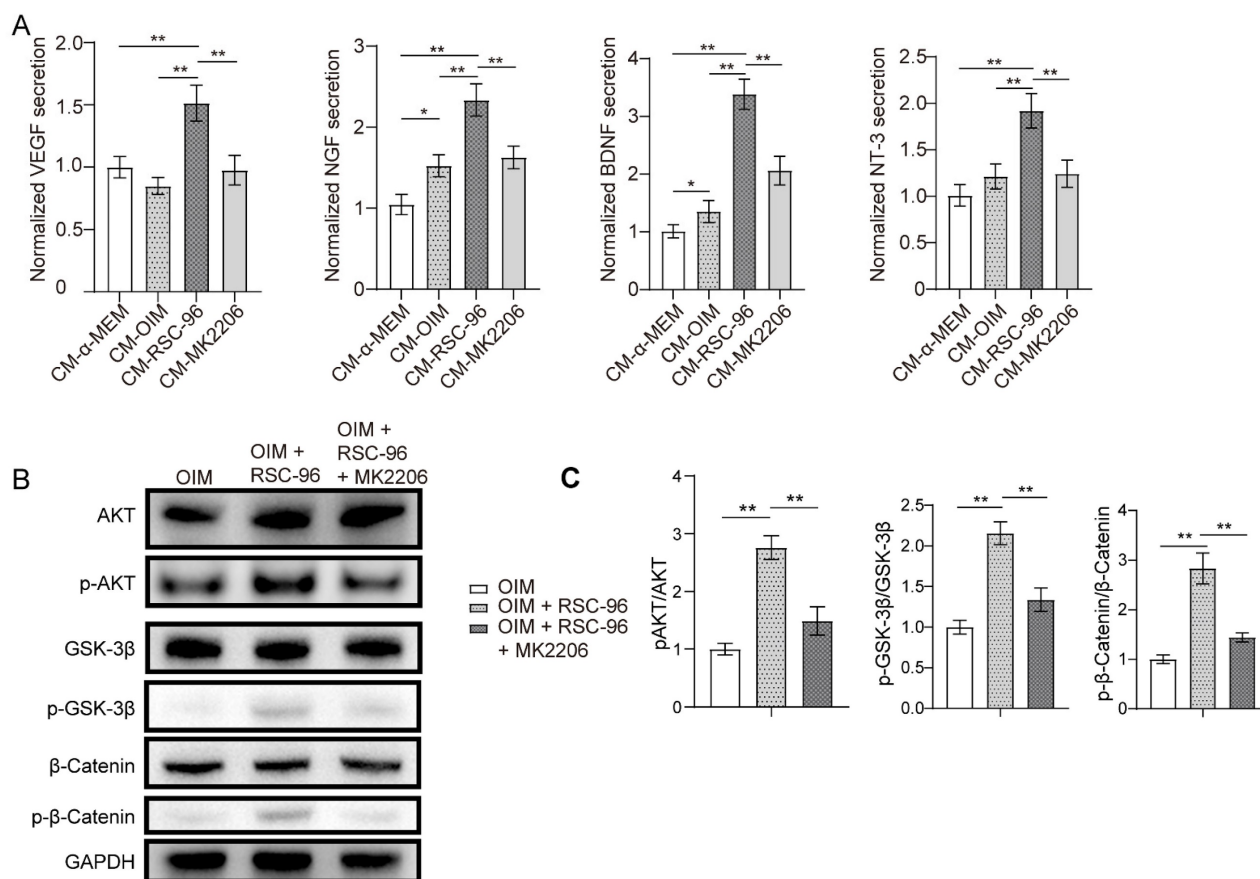 A
Normalized VEGF secretion
2.0
1.5
1.0
0.5
0
**
**
**
CM-α-MEM
CM-OIM
CM-RSC-96
CM-MK2206
Normalized NGF secretion
3
2
1
0
**
**
**
*
CM-α-MEM
CM-OIM
CM-RSC-96
CM-MK2206
Normalized BDNF secretion
4
3
2
1
0
**
**
**
*
CM-α-MEM
CM-OIM
CM-RSC-96
CM-MK2206
Normalized NT-3 secretion
2.5
2.0
1.5
1.0
0.5
0
**
**
**
CM-α-MEM
CM-OIM
CM-RSC-96
CM-MK2206
B
OIM
OIM +
RSC-96
OIM +
RSC-96
+ MK2206
AKT
p-AKT
GSK-3β
p-GSK-3β
β-Catenin
p-β-Catenin
GAPDH
C
OIM
OIM + RSC-96
OIM + RSC-96
+ MK2206
pAKT/AKT
4
3
2
1
0
**
**
p-GSK-3β/GSK-3β
2.5
2.0
1.5
1.0
0.5
0.0
**
**
p-β-Catenin/β-Catenin
4
3
2
1
0
**
**